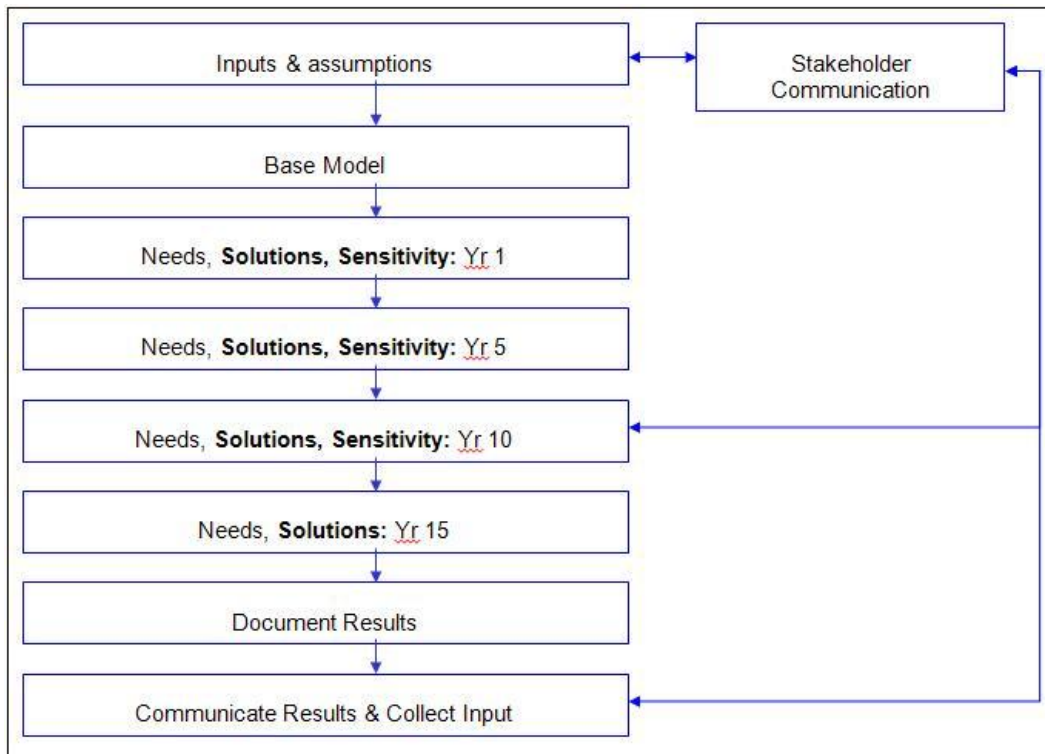 Inputs & assumptions
Stakeholder
Communication
Base Model
Needs, Solutions, Sensitivity: Yr 1
Needs, Solutions, Sensitivity: Yr 5
Needs, Solutions, Sensitivity: Yr 10
Needs, Solutions: Yr 15
Document Results
Communicate Results & Collect Input